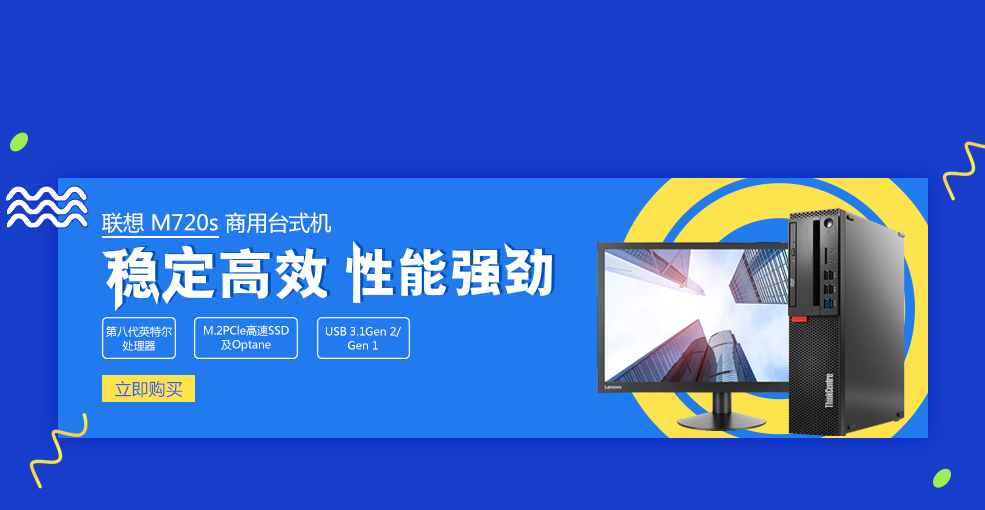 联想 M720s 商用台式机
稳定高效 性能强劲
第八代英特尔
处理器
M.2PCIe高速SSD
及Optane
USB 3.1Gen 2/
Gen 1
立即购买
Lenovo
ThinkCentre